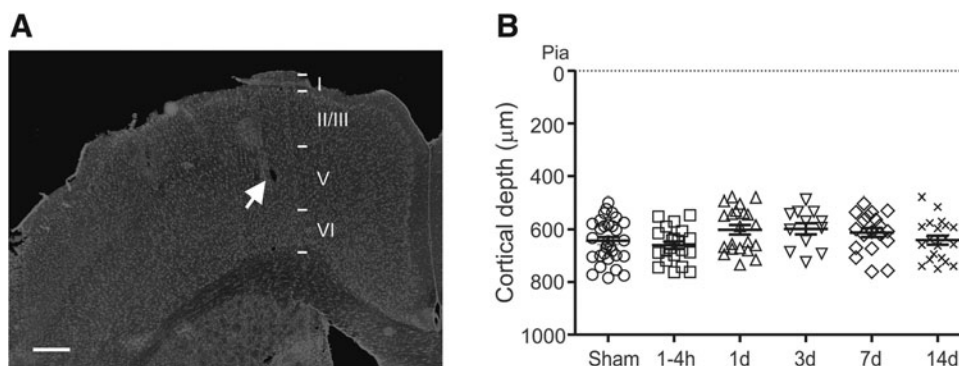 A
I
II/III
V
VI
B
Pia
0
200
400
600
800
1000
Cortical depth (μm)
Sham 1-4h 1d 3d 7d 14d